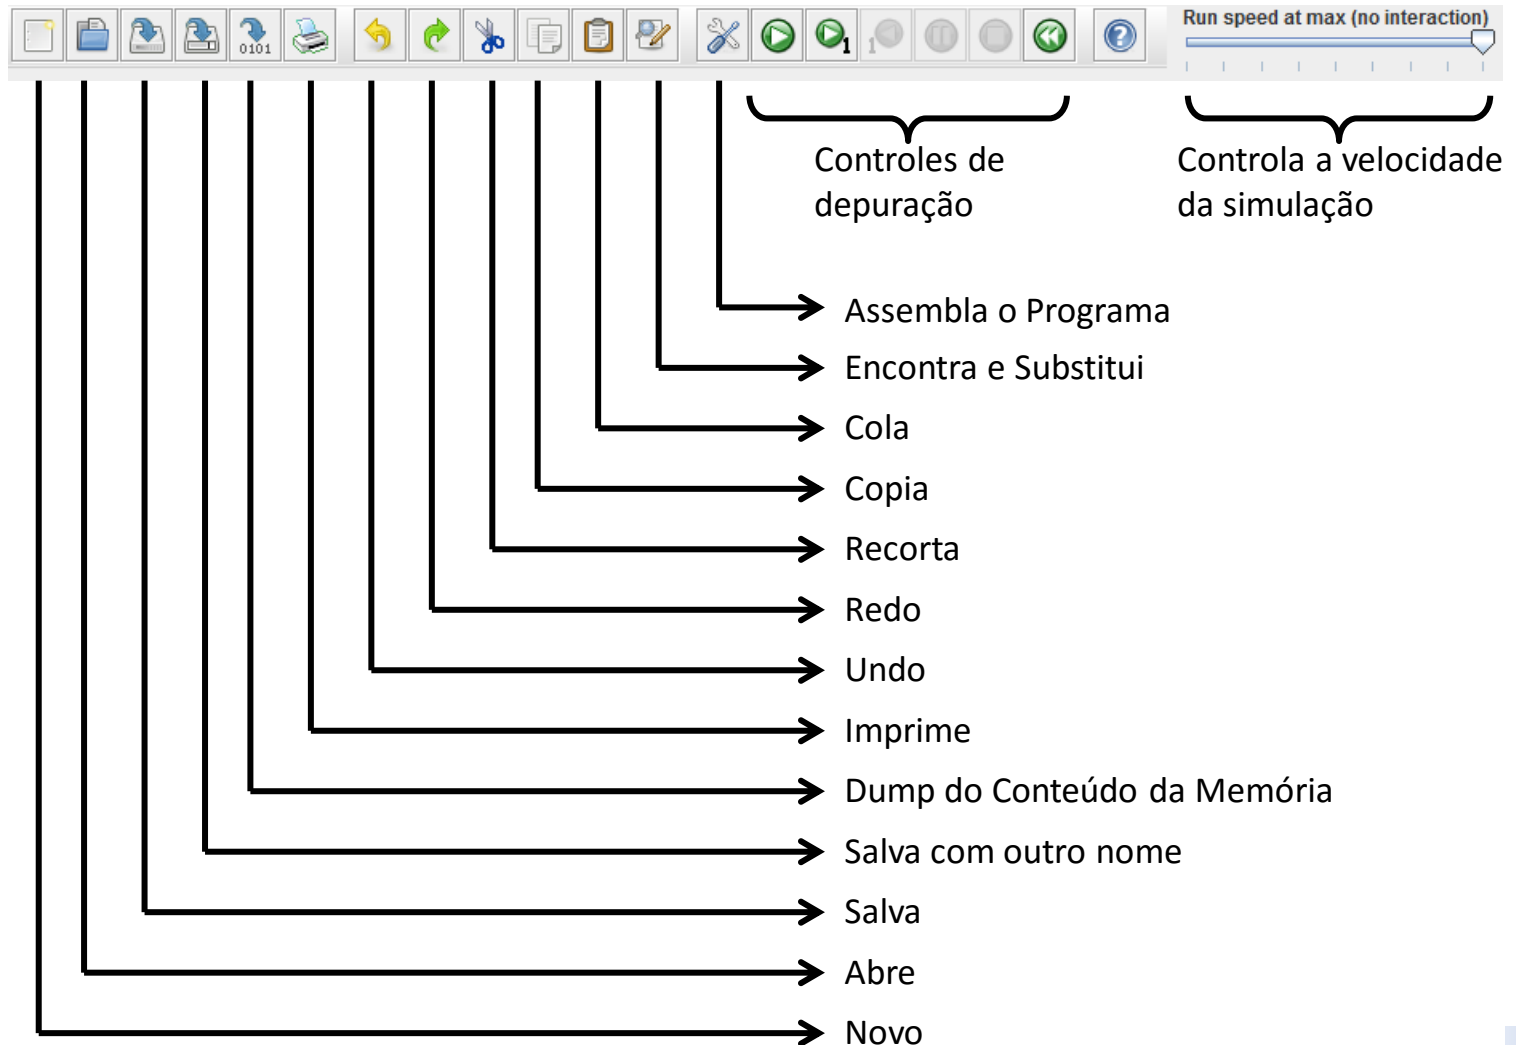 Run speed at max (no interaction)
0101
1
1
Controles de
depuração
Controla a velocidade
da simulação
Assembla o Programa
Encontra e Substitui
Cola
Copia
Recorta
Redo
Undo
Imprime
Dump do Conteúdo da Memória
Salva com outro nome
Salva
Abre
Novo